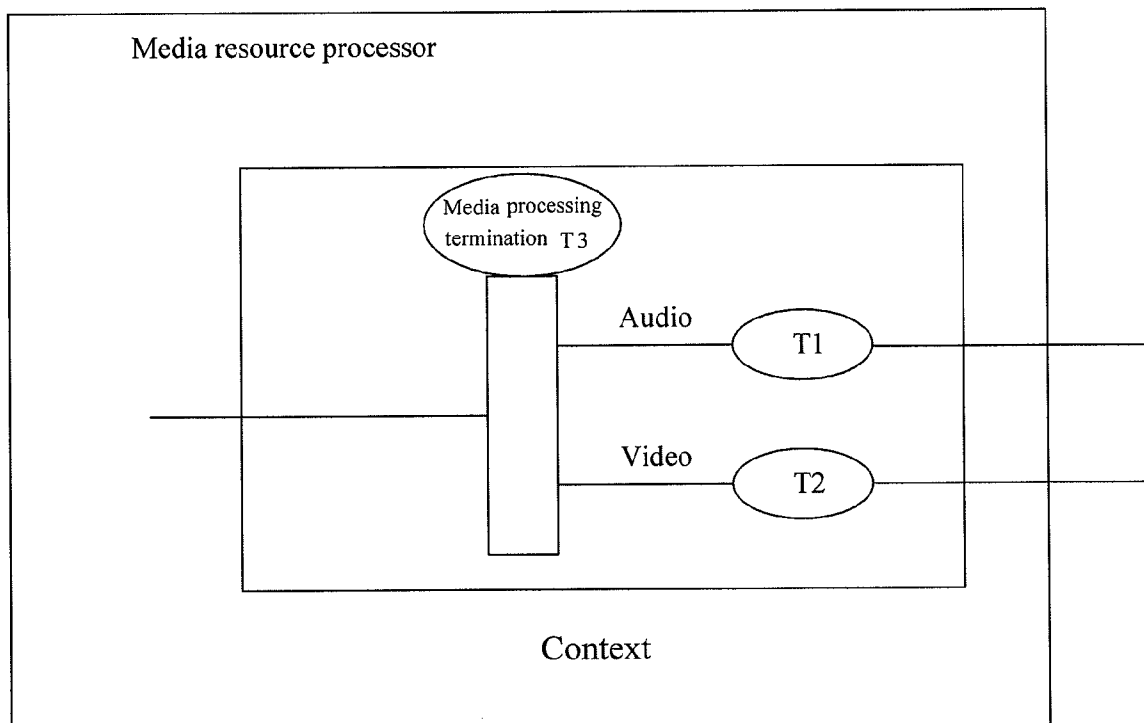 Media resource processor
Media processing
termination T3
Audio
T1
Video
T2
Context